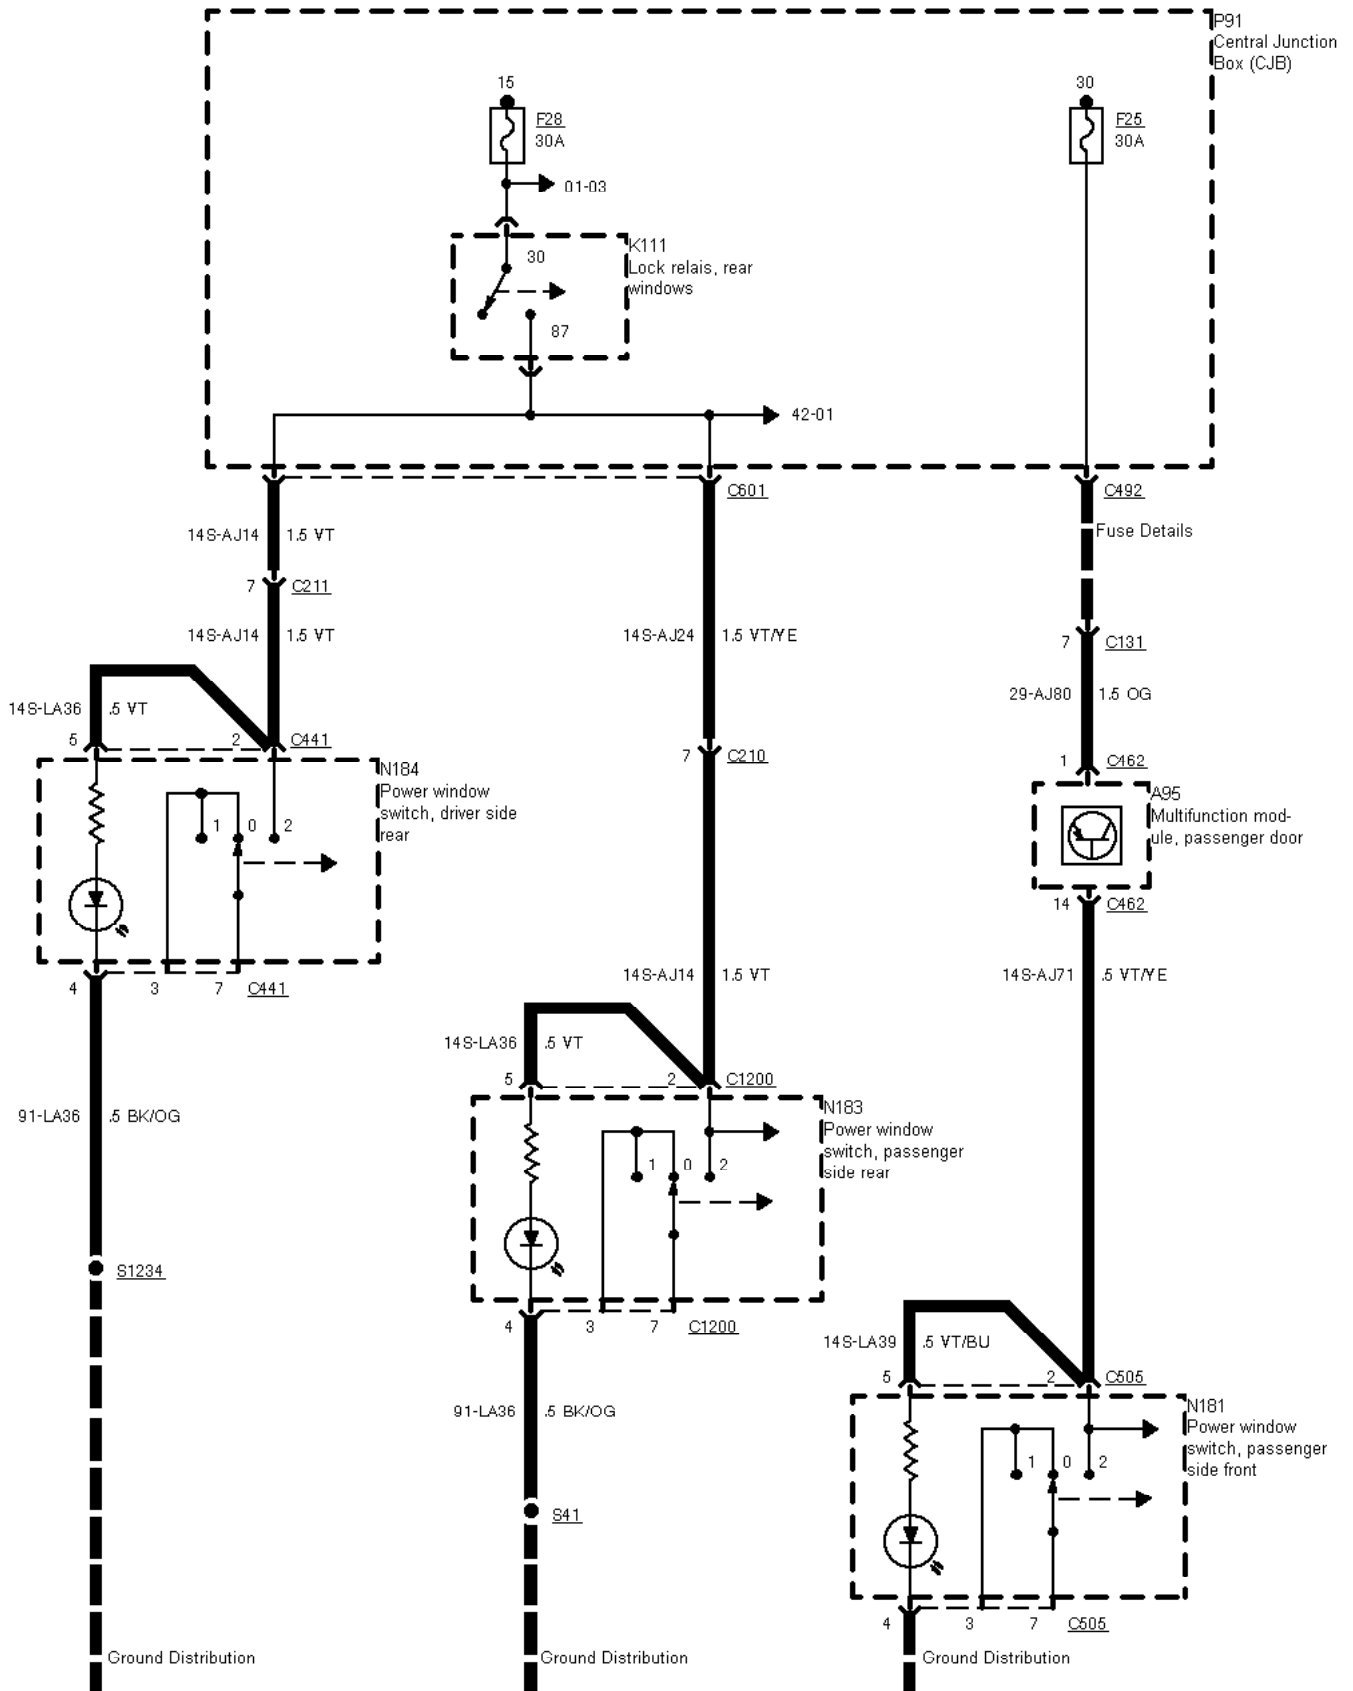 P91
Central Junction
Box (CJB)
15
30
F28
30A
F25
30A
01-03
K111
Lock relais, rear
windows
30
87
42-01
C601
C492
14S-AJ14 1.5 VT
Fuse Details
7 C211
14S-AJ14 1.5 VT
14S-AJ24 1.5 VT/YE
7 C131
14S-LA36 .5 VT
29-AJ80 1.5 OG
5 2 C441
7 C210
1 C462
N184
Power window
switch, driver side
rear
1 0 2
A95
Multifunction mod-
ule, passenger door
14 C462
4 3 7 C441
14S-AJ14 1.5 VT
14S-AJ71 .5 VT/YE
14S-LA36 .5 VT
5 2 C1200
91-LA36 .5 BK/OG
N183
Power window
switch, passenger
side rear
1 0 2
S1234
4 3 7 C1200
14S-LA39 .5 VT/BU
5 2 C505
91-LA36 .5 BK/OG
N181
Power window
switch, passenger
side front
1 0 2
S41
4 3 7 C505
Ground Distribution
Ground Distribution
Ground Distribution